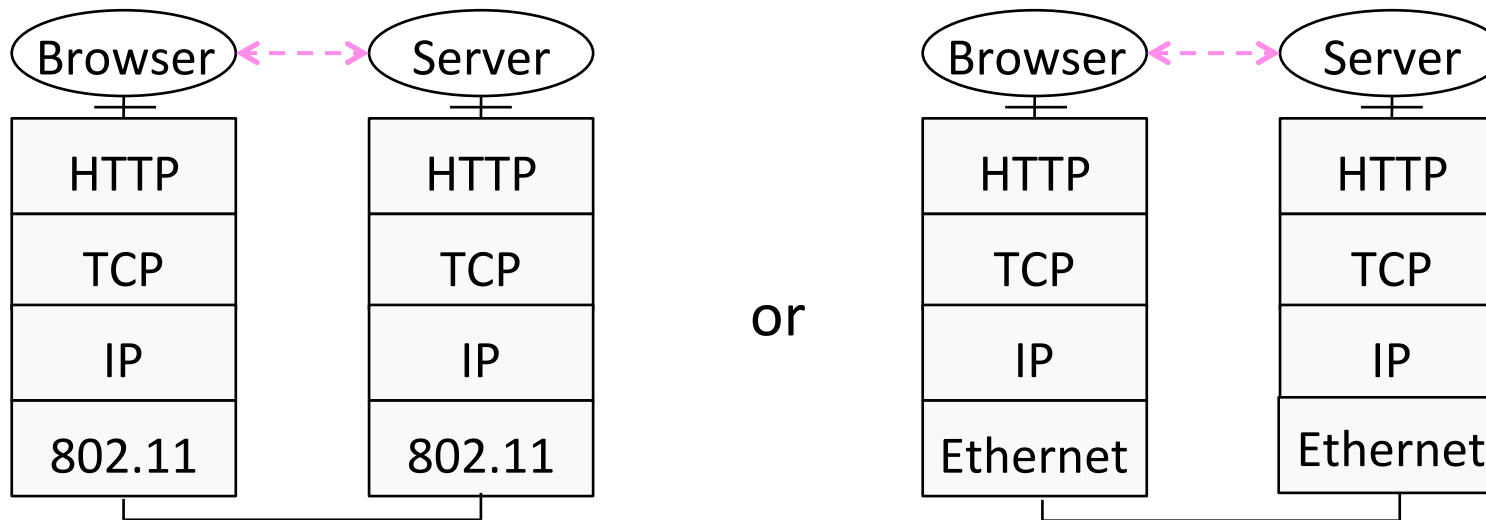 Browser Server
HTTP HTTP
TCP TCP
IP IP
802.11 802.11
or
Browser Server
HTTP HTTP
TCP TCP
IP IP
Ethernet Ethernet